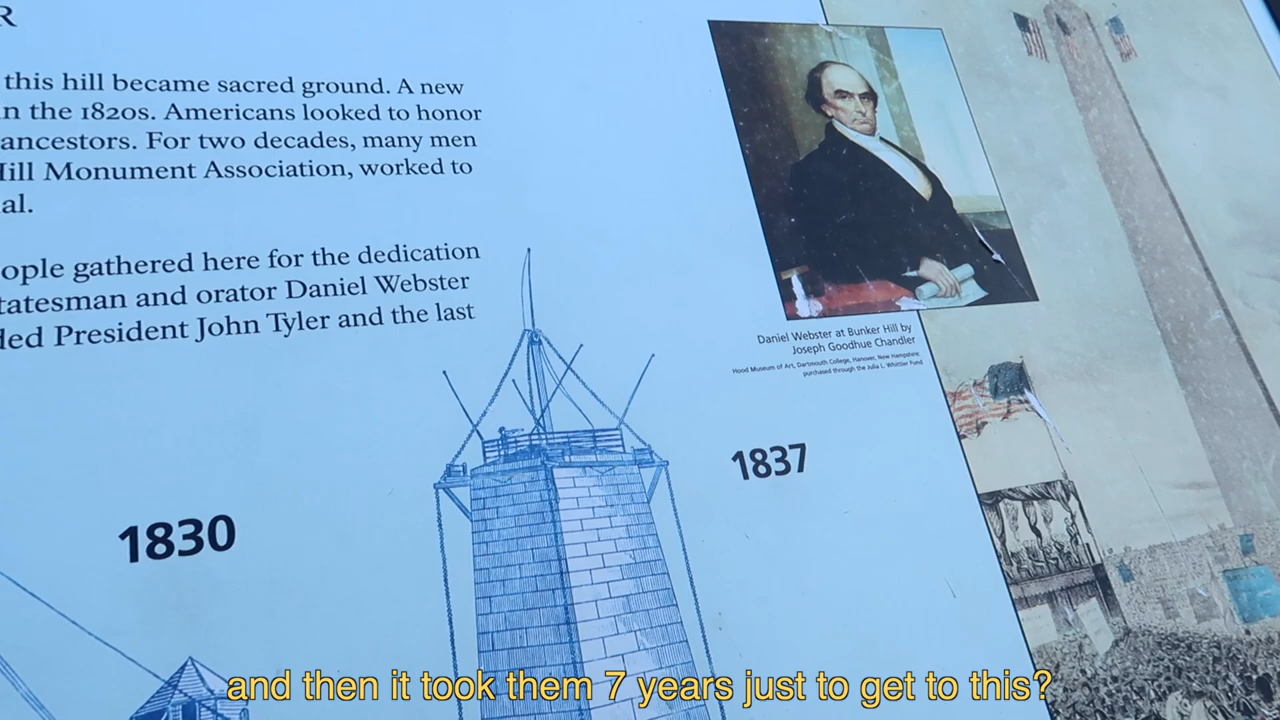 R
this hill became sacred ground. A new
in the 1820s. Americans looked to honor
ancestors. For two decades, many men
Hill Monument Association, worked to
al.
ople gathered here for the dedication
tatesman and orator Daniel Webster
ded President John Tyler and the last
Daniel Webster at Bunker Hill by
Joseph Goodhue Chandler
Hood Museum of Art, Dartmouth College, Hanover, New Hampshire:
purchased through the Julia L. Whittier Fund
1837
1830
and then it took them 7 years just to get to this?